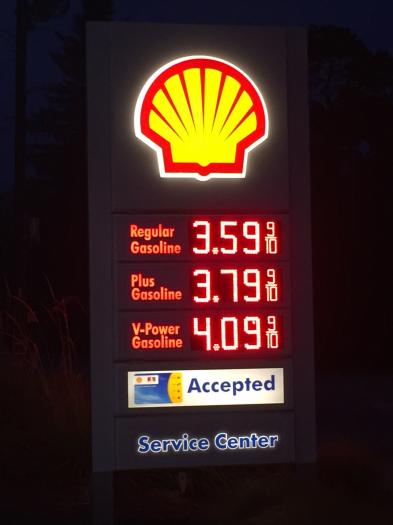 Regular
Gasoline 3.59 9/10
Plus
Gasoline 3.79 9/10
V-Power
Gasoline 4.09 9/10
Accepted
Service Center